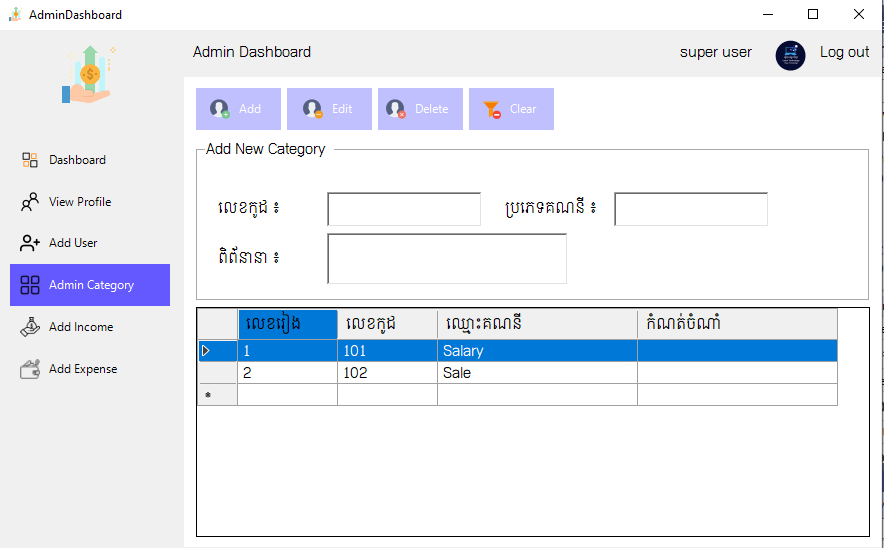 AdminDashboard
Admin Dashboard
super user
Log out
Add
Edit
Delete
Clear
Dashboard
View Profile
Add User
Admin Category
Add Income
Add Expense
Add New Category
លេខកូដ ៖
ប្រភេទគណនី ៖
ពិព័នានា ៖
លេខរៀង លេខកូដ ឈ្មោះគណនី កំណត់ចំណាំ
1 101 Salary
2 102 Sale